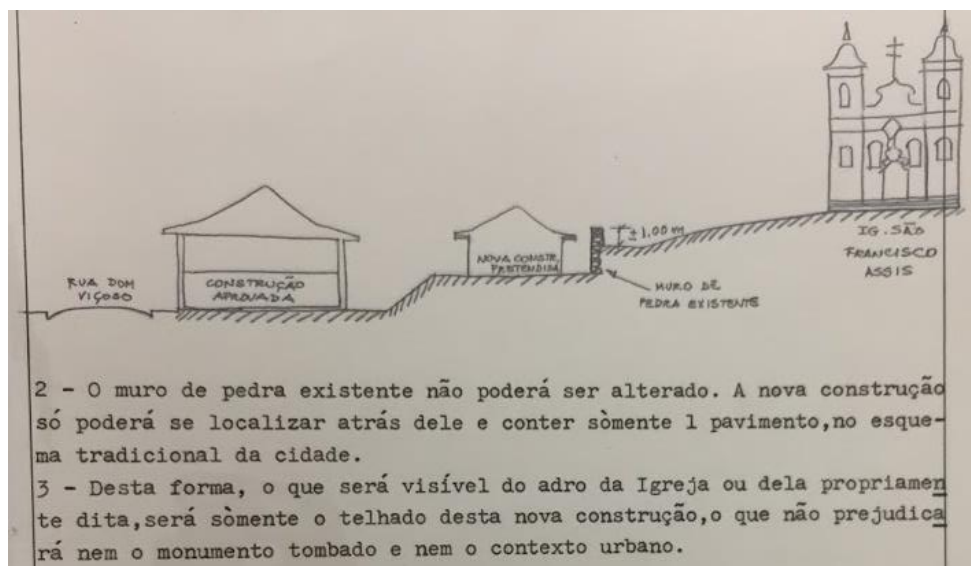 ± 1.00 m
IG. SÃO
FRANCISCO
ASSIS
NOVA CONSTR.
PRETENDIDA
RUA DOM
VIÇOSO
CONSTRUÇÃO
APROVADA
MURO DE
PEDRA EXISTENTE
2 - O muro de pedra existente não poderá ser alterado. A nova construção
só poderá se localizar atrás dele e conter sòmente 1 pavimento,no esque-
ma tradicional da cidade.
3 - Desta forma, o que será visível do adro da Igreja ou dela propriamen
te dita,será sòmente o telhado desta nova construção,o que não prejudica
rá nem o monumento tombado e nem o contexto urbano.